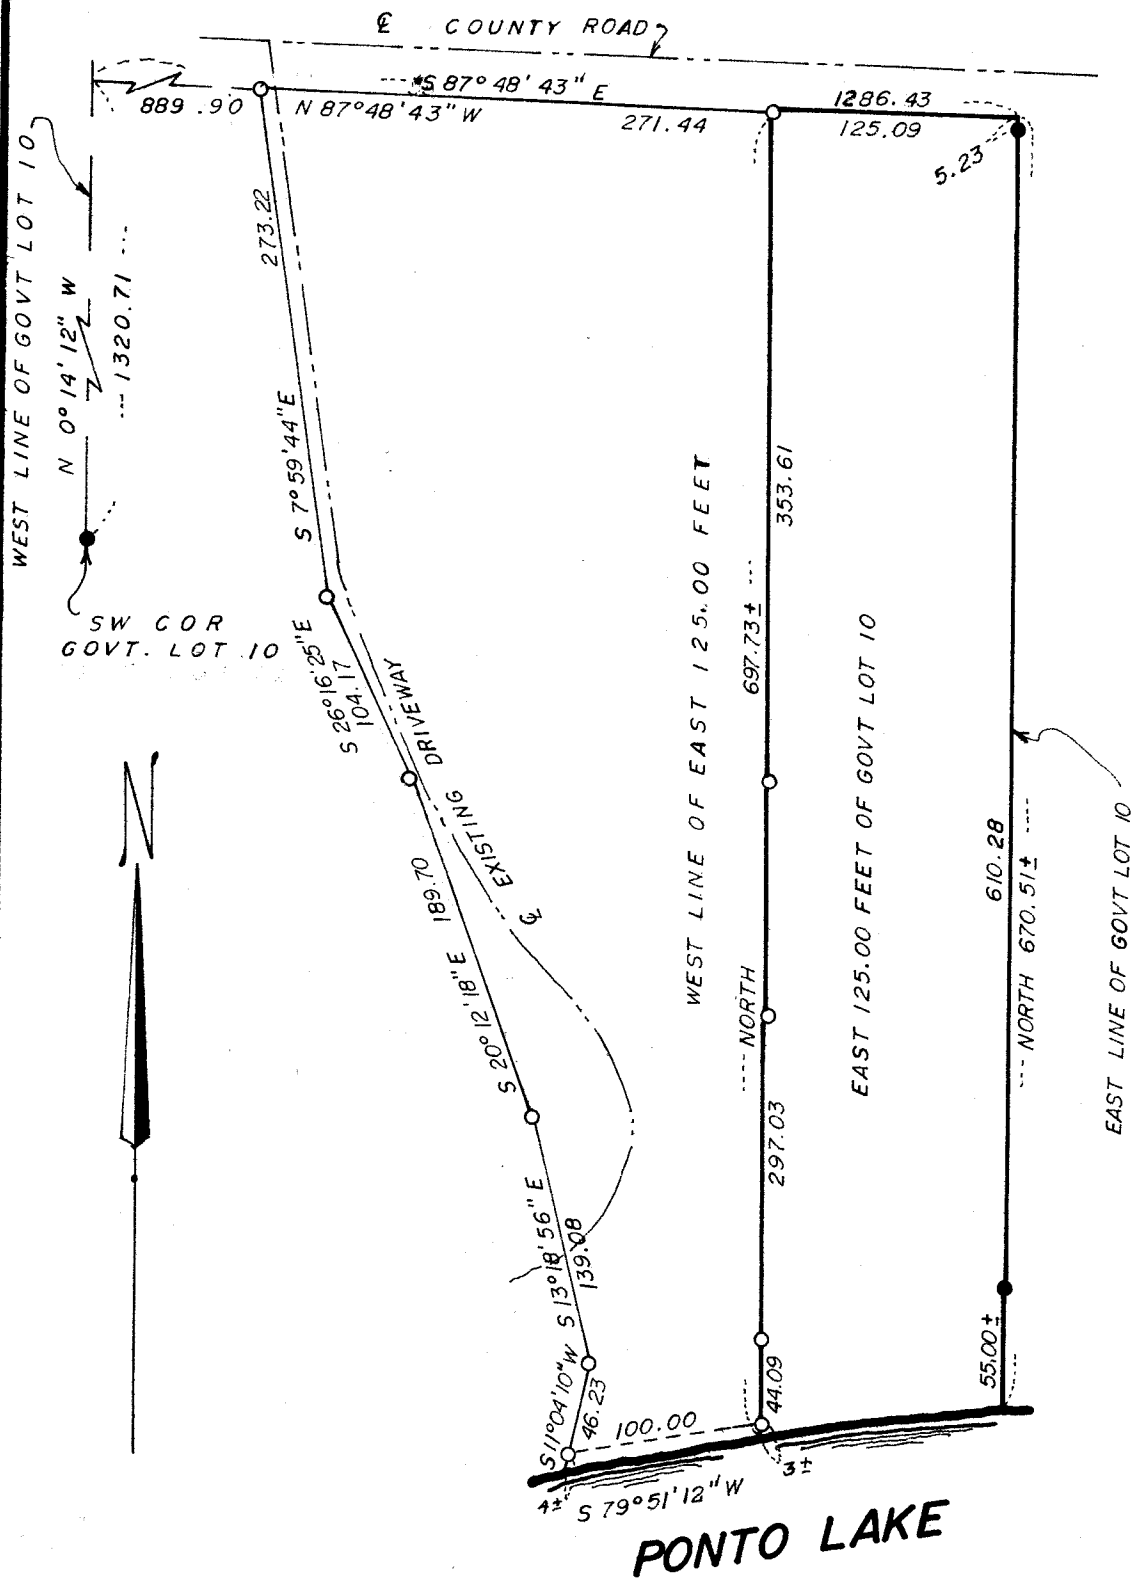 ℄ COUNTY ROAD
S 87° 48' 43" E
889.90
N 87° 48' 43" W
271.44
1286.43
125.09
5.23
WEST LINE OF GOVT LOT 10
N 0° 14' 12" W
--- 1320.71 ---
SW COR
GOVT. LOT 10
273.22
S 7° 59' 44" E
S 26° 16' 25" E
104.17
℄ EXISTING DRIVEWAY
S 20° 12' 18" E 189.70
S 13° 18' 56" E
139.08
S 11° 04' 10" W
46.23
N
WEST LINE OF EAST 125.00 FEET
353.61
---- NORTH 697.73± ---
297.03
44.09
EAST 125.00 FEET OF GOVT LOT 10
610.28
---- NORTH 670.51± ----
EAST LINE OF GOVT LOT 10
55.00±
100.00
3±
4±
S 79° 51' 12" W
PONTO LAKE